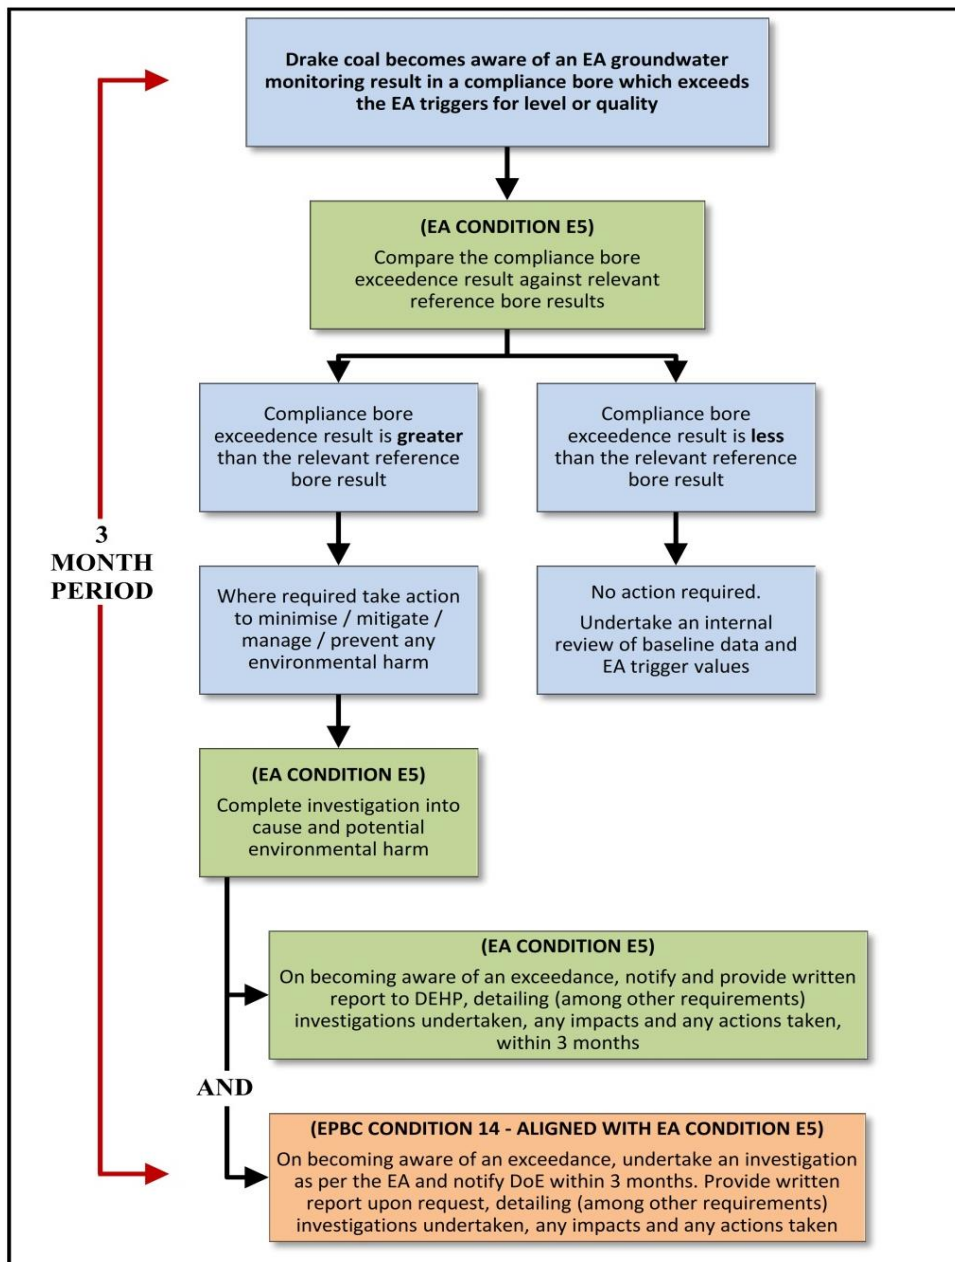 Drake coal becomes aware of an EA groundwater
monitoring result in a compliance bore which exceeds
the EA triggers for level or quality
(EA CONDITION E5)
Compare the compliance bore
exceedence result against relevant
reference bore results
Compliance bore
exceedence result is greater
than the relevant reference
bore result
Compliance bore
exceedence result is less
than the relevant reference
bore result
3
MONTH
PERIOD
Where required take action
to minimise / mitigate /
manage / prevent any
environmental harm
No action required.
Undertake an internal
review of baseline data and
EA trigger values
(EA CONDITION E5)
Complete investigation into
cause and potential
environmental harm
(EA CONDITION E5)
On becoming aware of an exceedance, notify and provide written
report to DEHP, detailing (among other requirements)
investigations undertaken, any impacts and any actions taken,
within 3 months
AND
(EPBC CONDITION 14 - ALIGNED WITH EA CONDITION E5)
On becoming aware of an exceedance, undertake an investigation
as per the EA and notify DoE within 3 months. Provide written
report upon request, detailing (among other requirements)
investigations undertaken, any impacts and any actions taken